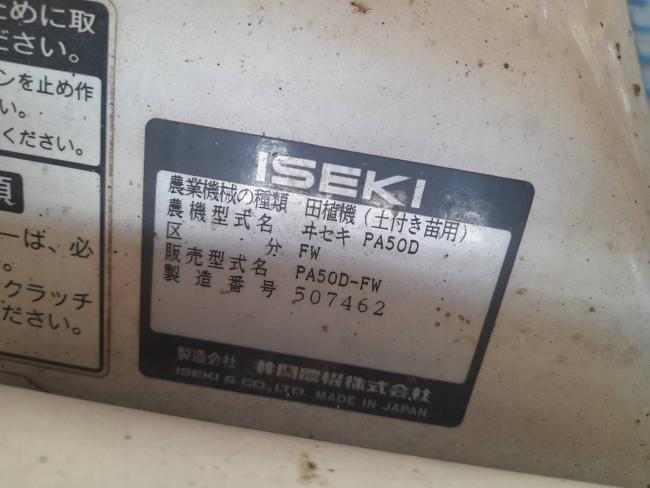 ために取
ださい。
ンを止め作
い。
ください。
項
ーは、必
。
クラッチ
ださい。
ISEKI
農業機械の種類 田植機（土付き苗用）
農機型式名 ヰセキ PA50D
区分 FW
販売型式名 PA50D-FW
製造番号 507462
製造会社 井関農機株式会社
ISEKI & CO.,LTD. MADE IN JAPAN